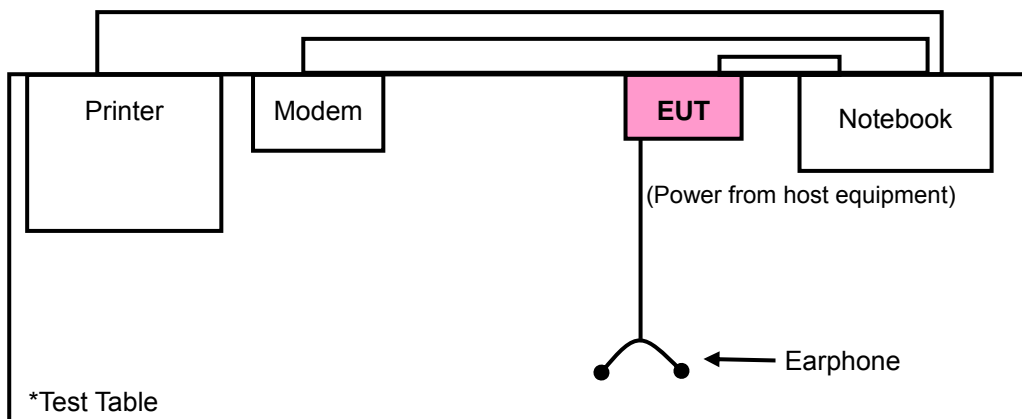 Printer
Modem
EUT
Notebook
(Power from host equipment)
Earphone
*Test Table